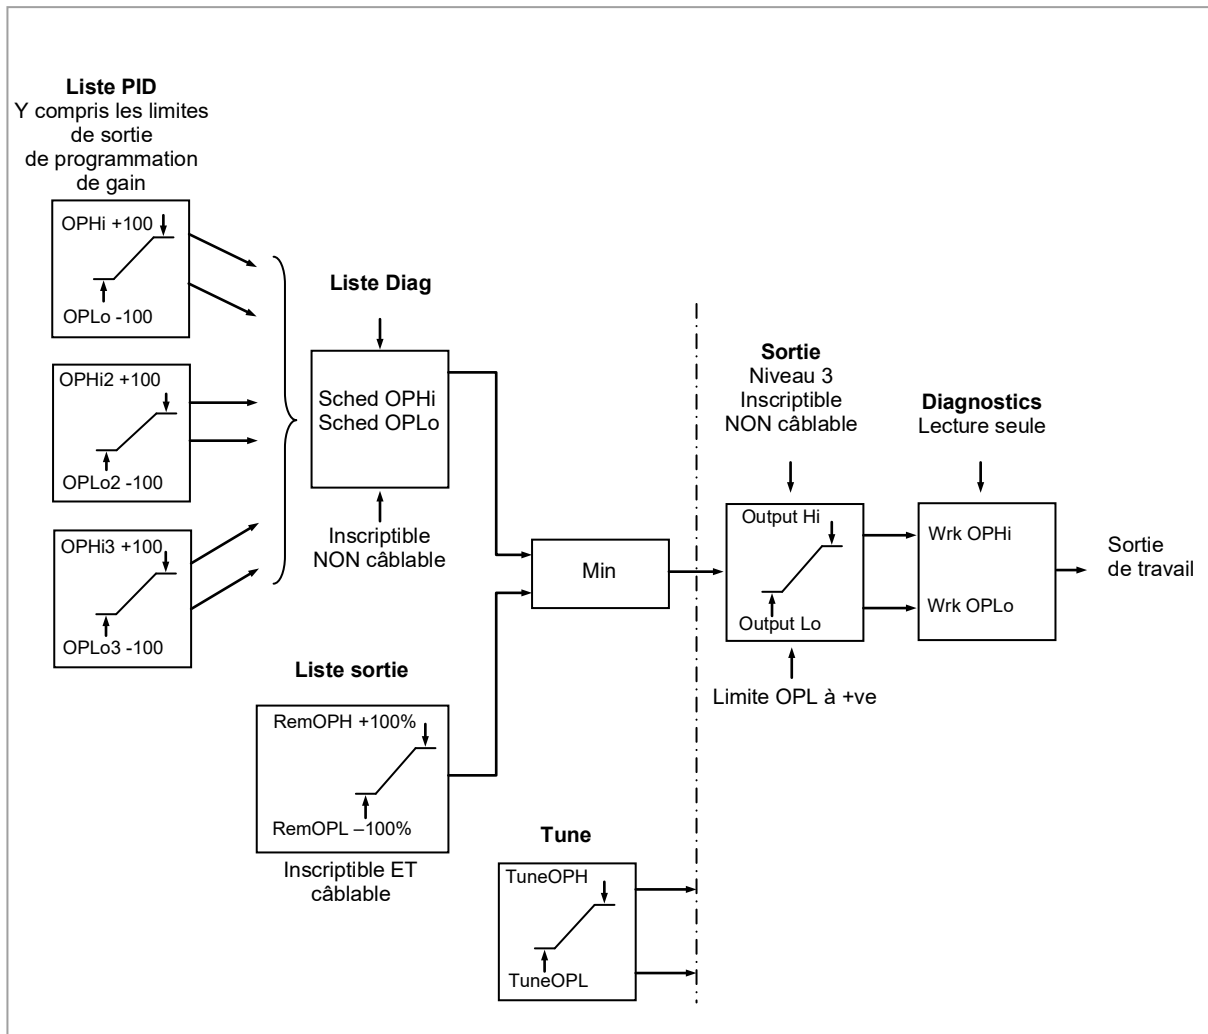 Liste PID
Y compris les limites
de sortie
de programmation
de gain
OPHi +100
OPLo -100
OPHi2 +100
OPLo2 -100
OPHi3 +100
OPLo3 -100
Liste Diag
Sched OPHi
Sched OPLo
Inscriptible
NON câblable
Liste sortie
RemOPH +100%
RemOPL –100%
Inscriptible ET
câblable
Min
Tune
TuneOPH
TuneOPL
Sortie
Niveau 3
Inscriptible
NON câblable
Output Hi
Output Lo
Limite OPL à +ve
Diagnostics
Lecture seule
Wrk OPHi
Wrk OPLo
Sortie
de travail